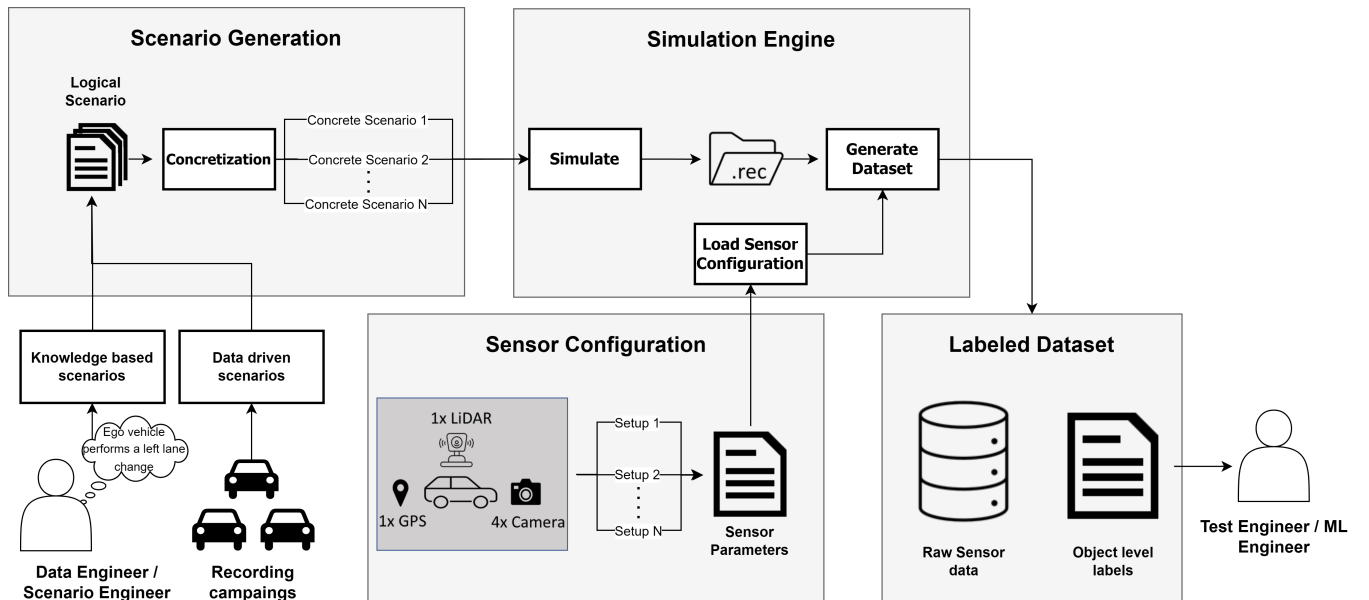 Scenario Generation
Logical
Scenario
Concretization
Concrete Scenario 1
Concrete Scenario 2
Concrete Scenario N
Knowledge based
scenarios
Data driven
scenarios
Ego vehicle
performs a left lane
change
Data Engineer /
Scenario Engineer
Recording
campaings
Simulation Engine
Simulate
.rec
Generate
Dataset
Load Sensor
Configuration
Sensor Configuration
1x LiDAR
1x GPS
4x Camera
Setup 1
Setup 2
Setup N
Sensor
Parameters
Labeled Dataset
Raw Sensor
data
Object level
labels
Test Engineer / ML
Engineer